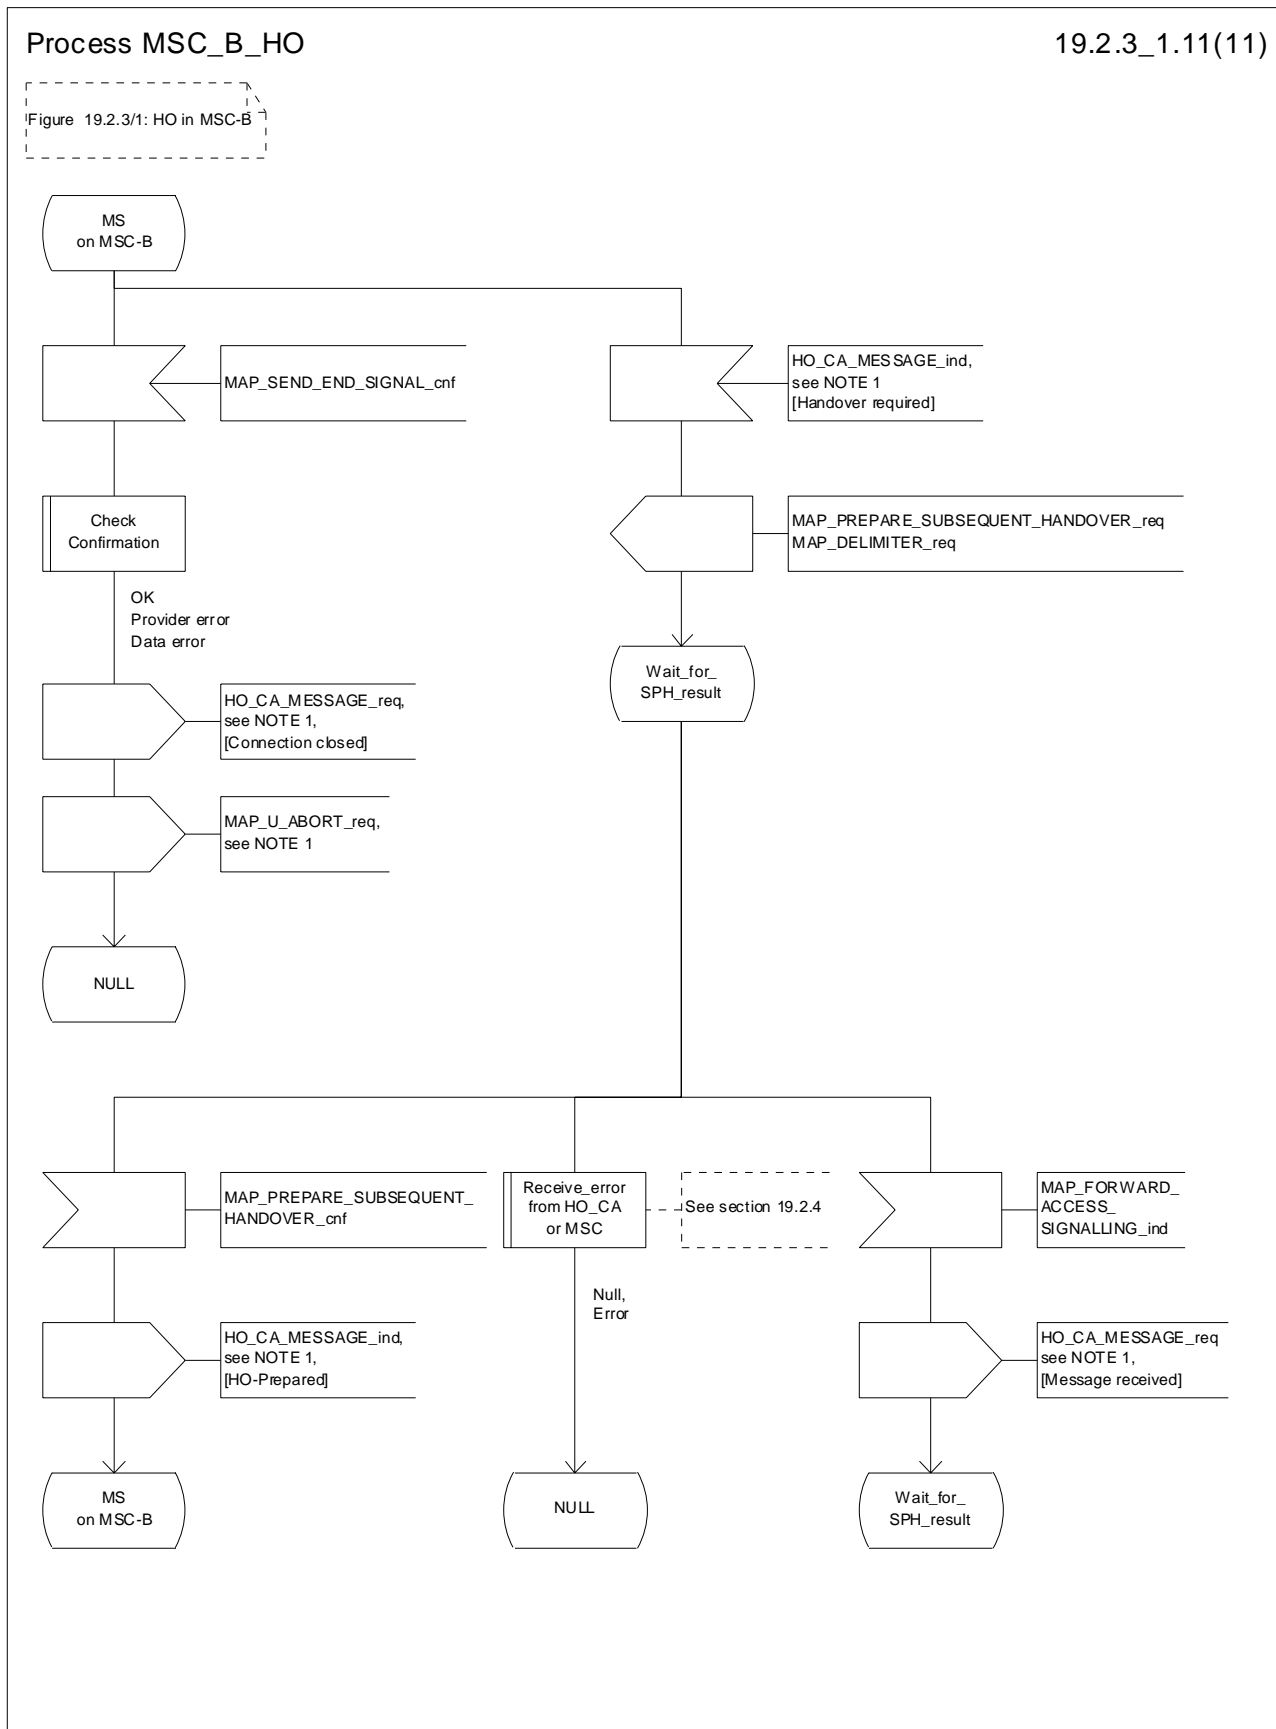 Process MSC_B_HO
19.2.3_1.11(11)
Figure 19.2.3/1: HO in MSC-B
MS
on MSC-B
MAP_SEND_END_SIGNAL_cnf
HO_CA_MESSAGE_ind,
see NOTE 1
[Handover required]
Check
Confirmation
MAP_PREPARE_SUBSEQUENT_HANDOVER_req
MAP_DELIMITER_req
OK
Provider error
Data error
Wait_for_
SPH_result
HO_CA_MESSAGE_req,
see NOTE 1,
[Connection closed]
MAP_U_ABORT_req,
see NOTE 1
NULL
MAP_PREPARE_SUBSEQUENT_
HANDOVER_cnf
Receive_error
from HO_CA
or MSC
See section 19.2.4
MAP_FORWARD_
ACCESS_
SIGNALLING_ind
Null,
Error
HO_CA_MESSAGE_ind,
see NOTE 1,
[HO-Prepared]
HO_CA_MESSAGE_req
see NOTE 1,
[Message received]
MS
on MSC-B
NULL
Wait_for_
SPH_result